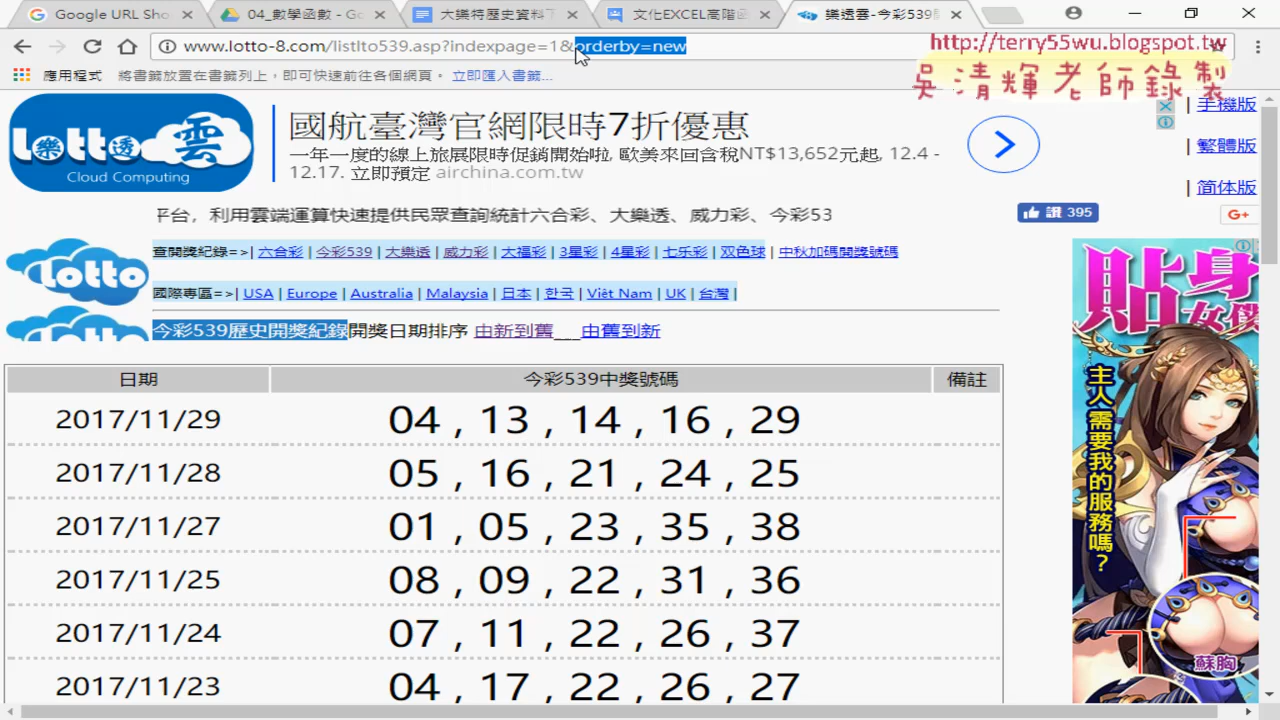 Google URL Sho
04_數學函數 - Go
大樂特歷史資料下
文化EXCEL高階函
樂透雲-今彩539歷
www.lotto-8.com/listlto539.asp?indexpage=1&orderby=new
http://terry55wu.blogspot.tw
吳清輝老師錄製
應用程式 將書籤放置在書籤列上，即可快速前往各個網頁。 立即匯入書籤...
Lotto 樂透 雲
Cloud Computing
國航臺灣官網限時7折優惠
一年一度的線上旅展限時促銷開始啦, 歐美來回含稅NT$13,652元起, 12.4 -
12.17. 立即預定 airchina.com.tw
| 手機版
| 繁體版
| 简体版
平台，利用雲端運算快速提供民眾查詢統計六合彩、大樂透、威力彩、今彩53
讚 395
G+
Lotto
查開獎紀錄=>| 六合彩 | 今彩539 | 大樂透 | 威力彩 | 大福彩 | 3星彩 | 4星彩 | 七乐彩 | 双色球 | 中秋加碼開獎號碼
國際專區=>| USA | Europe | Australia | Malaysia | 日本 | 한국 | Việt Nam | UK | 台灣 |
今彩539歷史開獎紀錄開獎日期排序 由新到舊___由舊到新
日期 今彩539中獎號碼 備註
2017/11/29 04 , 13 , 14 , 16 , 29
2017/11/28 05 , 16 , 21 , 24 , 25
2017/11/27 01 , 05 , 23 , 35 , 38
2017/11/25 08 , 09 , 22 , 31 , 36
2017/11/24 07 , 11 , 22 , 26 , 37
2017/11/23 04 , 17 , 22 , 26 , 27
貼身
女僕
主人需要我的服務嗎？
蘇胸